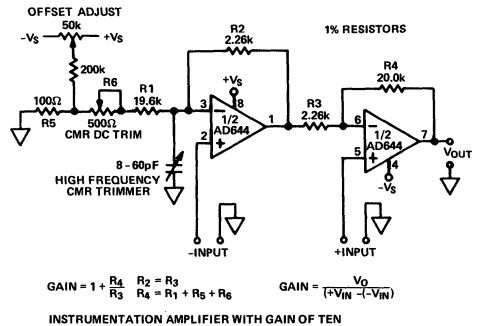 OFFSET ADJUST
50k
−VS
+VS
200k
R6
100Ω
R5
500Ω
CMR DC TRIM
R1
19.6k
R2
2.26k
1% RESISTORS
+VS
8
3
−
1/2
AD644
2
+
1
R3
2.26k
R4
20.0k
6
−
1/2
AD644
5
+
7
4
−VS
VOUT
8–60pF
HIGH FREQUENCY
CMR TRIMMER
−INPUT
+INPUT
GAIN = 1 + R4/R3 R2 = R3
R4 = R1 + R5 + R6
GAIN = VO/(+VIN −(−VIN)
INSTRUMENTATION AMPLIFIER WITH GAIN OF TEN